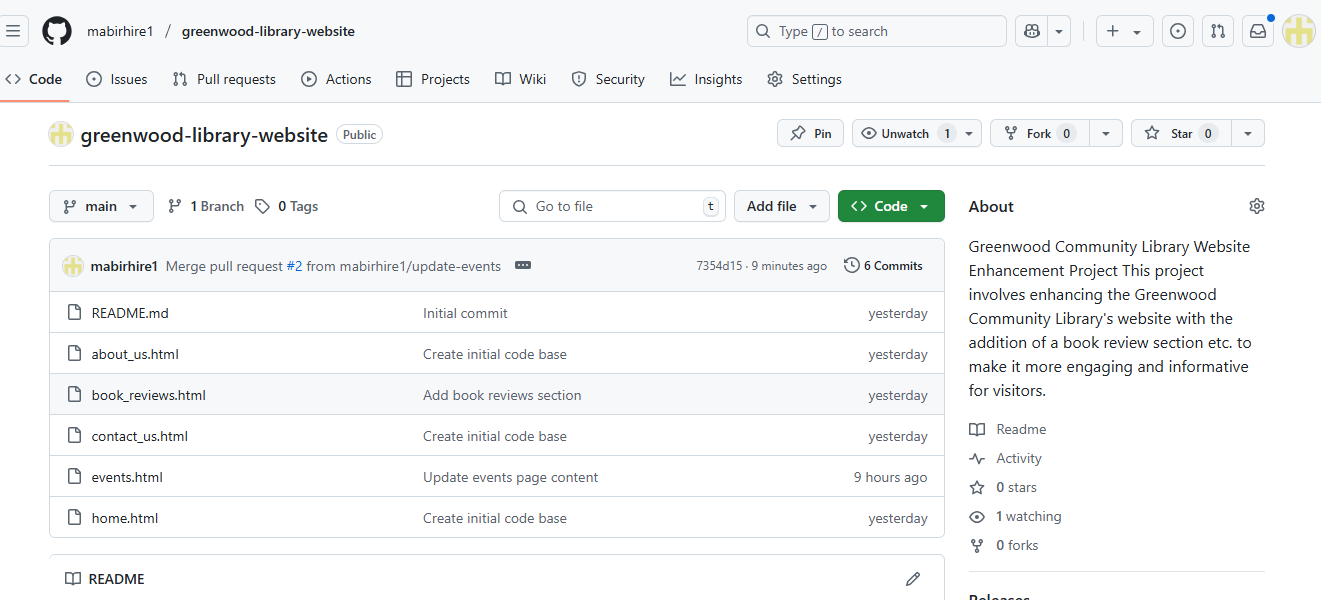 mabirhire1 / greenwood-library-website
Type / to search
Code Issues Pull requests Actions Projects Wiki Security Insights Settings
greenwood-library-website Public
Pin Unwatch 1 Fork 0 Star 0
main 1 Branch 0 Tags Go to file t Add file Code
mabirhire1 Merge pull request #2 from mabirhire1/update-events 7354d15 · 9 minutes ago 6 Commits
README.md Initial commit yesterday
about_us.html Create initial code base yesterday
book_reviews.html Add book reviews section yesterday
contact_us.html Create initial code base yesterday
events.html Update events page content 9 hours ago
home.html Create initial code base yesterday
README
About
Greenwood Community Library Website
Enhancement Project This project
involves enhancing the Greenwood
Community Library's website with the
addition of a book review section etc. to
make it more engaging and informative
for visitors.
Readme
Activity
0 stars
1 watching
0 forks
Releases